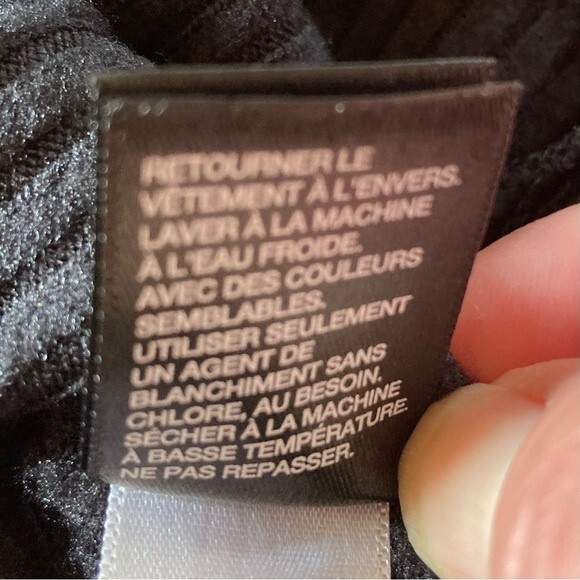 RETOURNER LE
VÊTEMENT À L'ENVERS.
LAVER À LA MACHINE
À L'EAU FROIDE.
AVEC DES COULEURS
SEMBLABLES.
UTILISER SEULEMENT
UN AGENT DE
BLANCHIMENT SANS
CHLORE, AU BESOIN.
SÉCHER À LA MACHINE
À BASSE TEMPÉRATURE.
NE PAS REPASSER.